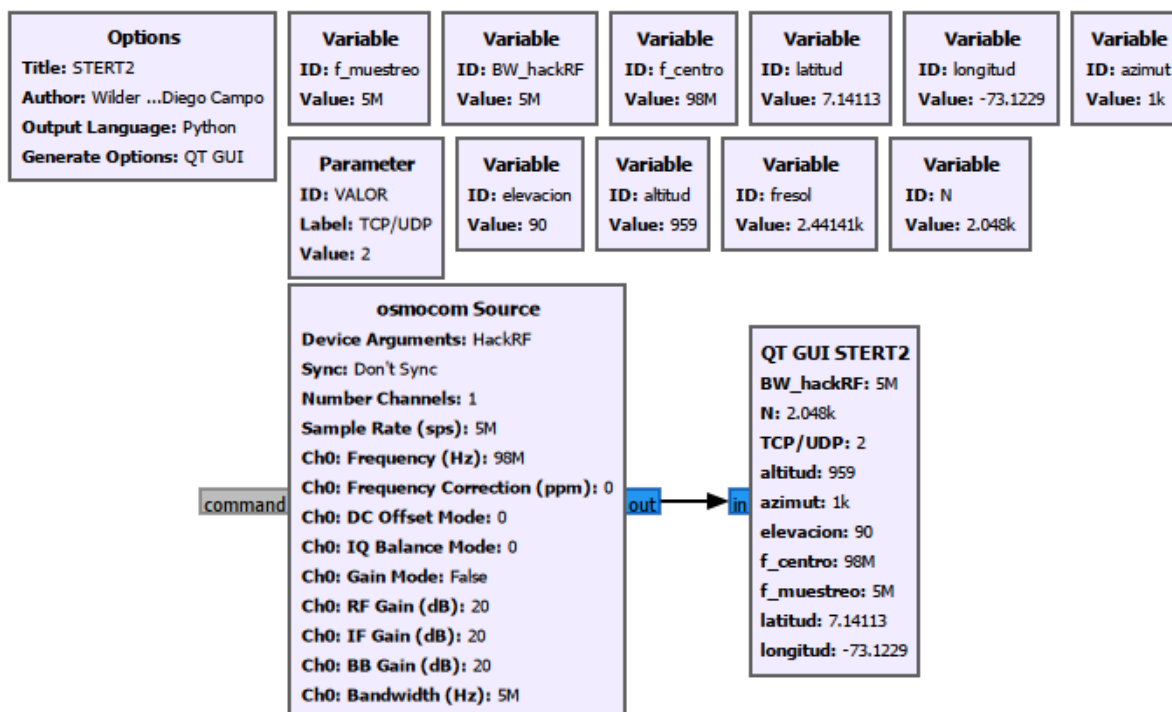 Options
Title: STERT2
Author: Wilder ...Diego Campo
Output Language: Python
Generate Options: QT GUI
Variable
ID: f_muestreo
Value: 5M
Variable
ID: BW_hackRF
Value: 5M
Variable
ID: f_centro
Value: 98M
Variable
ID: latitud
Value: 7.14113
Variable
ID: longitud
Value: -73.1229
Variable
ID: azimut
Value: 1k
Parameter
ID: VALOR
Label: TCP/UDP
Value: 2
Variable
ID: elevacion
Value: 90
Variable
ID: altitud
Value: 959
Variable
ID: fresol
Value: 2.44141k
Variable
ID: N
Value: 2.048k
osmocom Source
Device Arguments: HackRF
Sync: Don't Sync
Number Channels: 1
Sample Rate (sps): 5M
Ch0: Frequency (Hz): 98M
Ch0: Frequency Correction (ppm): 0
Ch0: DC Offset Mode: 0
Ch0: IQ Balance Mode: 0
Ch0: Gain Mode: False
Ch0: RF Gain (dB): 20
Ch0: IF Gain (dB): 20
Ch0: BB Gain (dB): 20
Ch0: Bandwidth (Hz): 5M
command
out
in
QT GUI STERT2
BW_hackRF: 5M
N: 2.048k
TCP/UDP: 2
altitud: 959
azimut: 1k
elevacion: 90
f_centro: 98M
f_muestreo: 5M
latitud: 7.14113
longitud: -73.1229